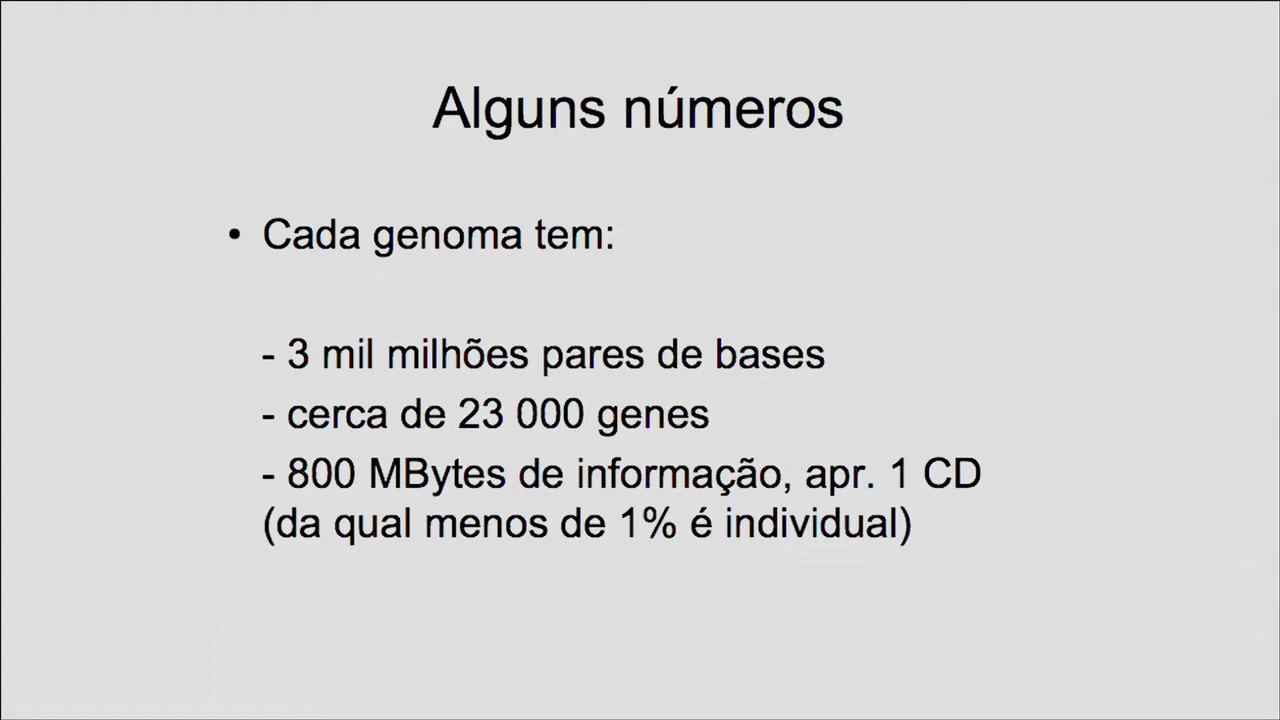 Alguns números
• Cada genoma tem:
- 3 mil milhões pares de bases
- cerca de 23 000 genes
- 800 MBytes de informação, apr. 1 CD
(da qual menos de 1% é individual)